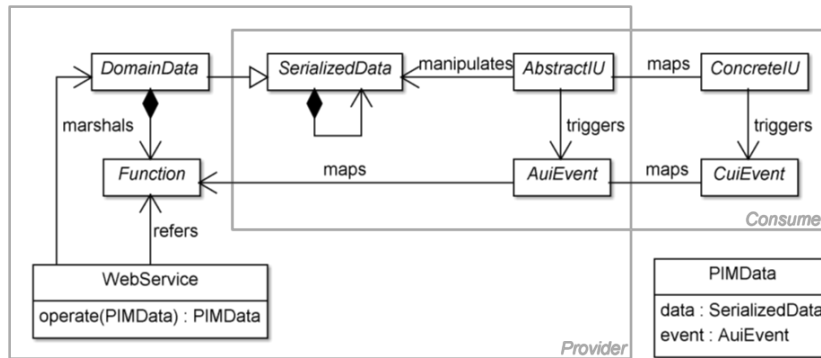 DomainData
SerializedData
manipulates
AbstractIU
maps
ConcreteIU
marshals
triggers
triggers
Function
maps
AuiEvent
maps
CuiEvent
refers
Consume
WebService
operate(PIMData) : PIMData
PIMData
data : SerializedData
event : AuiEvent
Provider